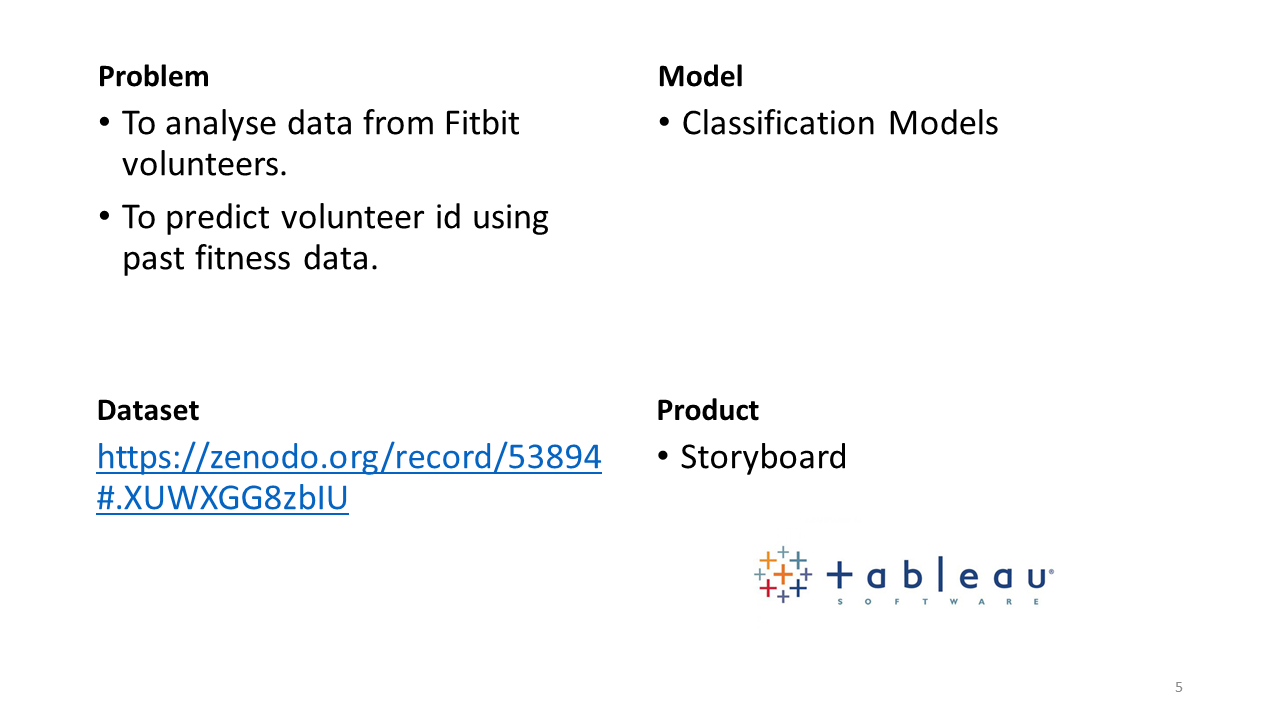 Problem
• To analyse data from Fitbit
volunteers.
• To predict volunteer id using
past fitness data.
Model
• Classification Models
Dataset
https://zenodo.org/record/53894
#.XUWXGG8zbIU
Product
• Storyboard
+ableau®
SOFTWARE
5